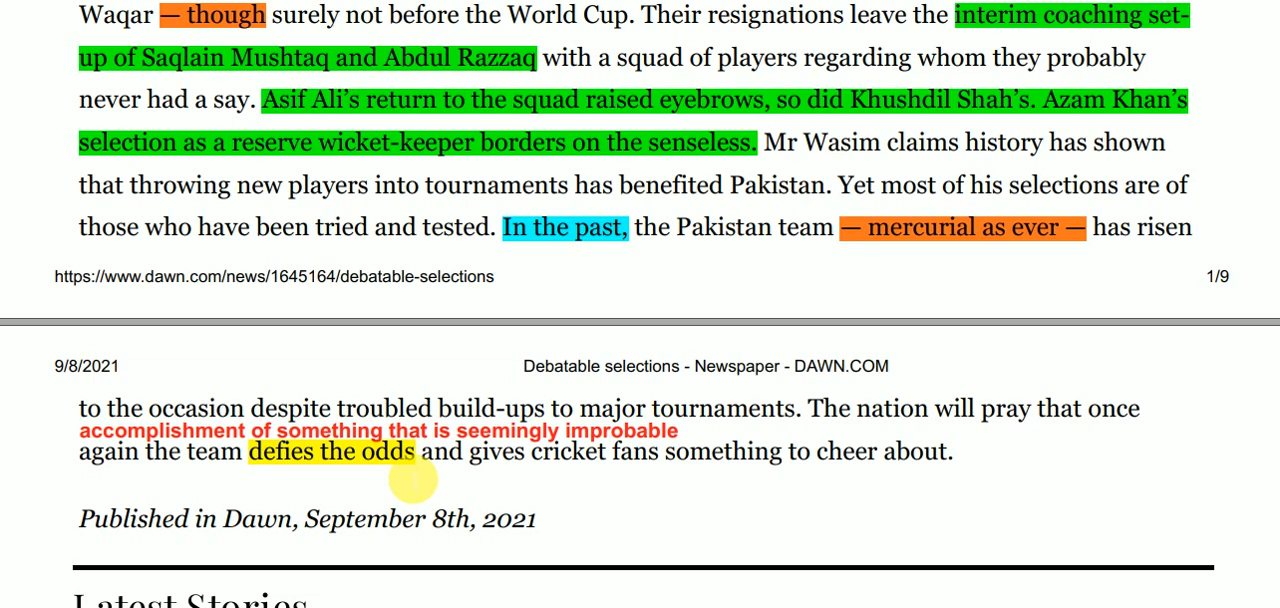 Waqar — though surely not before the World Cup. Their resignations leave the interim coaching set-
up of Saqlain Mushtaq and Abdul Razzaq with a squad of players regarding whom they probably
never had a say. Asif Ali’s return to the squad raised eyebrows, so did Khushdil Shah’s. Azam Khan’s
selection as a reserve wicket-keeper borders on the senseless. Mr Wasim claims history has shown
that throwing new players into tournaments has benefited Pakistan. Yet most of his selections are of
those who have been tried and tested. In the past, the Pakistan team — mercurial as ever — has risen
https://www.dawn.com/news/1645164/debatable-selections 1/9
9/8/2021 Debatable selections - Newspaper - DAWN.COM
to the occasion despite troubled build-ups to major tournaments. The nation will pray that once
accomplishment of something that is seemingly improbable
again the team defies the odds and gives cricket fans something to cheer about.
Published in Dawn, September 8th, 2021
Latest Stories